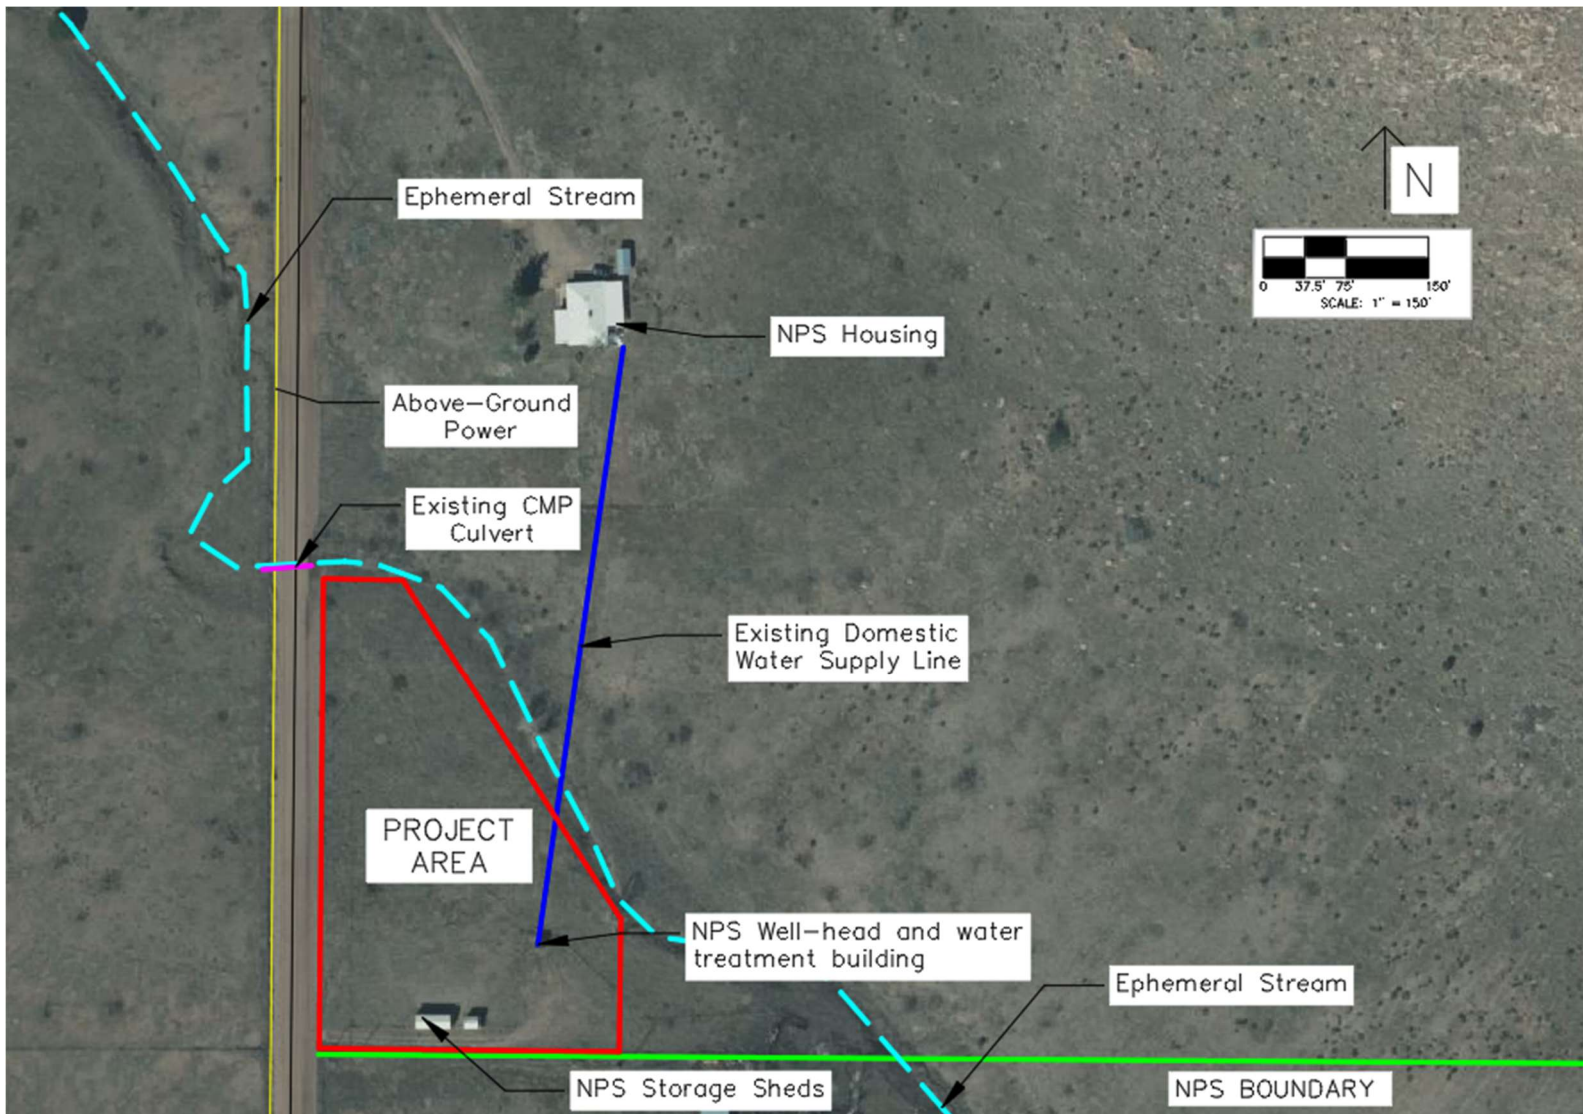 Ephemeral Stream
N
0 37.5' 75' 150'
SCALE: 1" = 150'
NPS Housing
Above-Ground
Power
Existing CMP
Culvert
Existing Domestic
Water Supply Line
PROJECT
AREA
NPS Well-head and water
treatment building
Ephemeral Stream
NPS Storage Sheds
NPS BOUNDARY